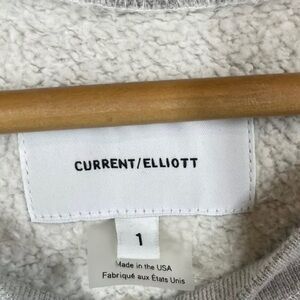 CURRENT/ELLIOTT
1
Made in the USA
Fabriqué aux États Unis